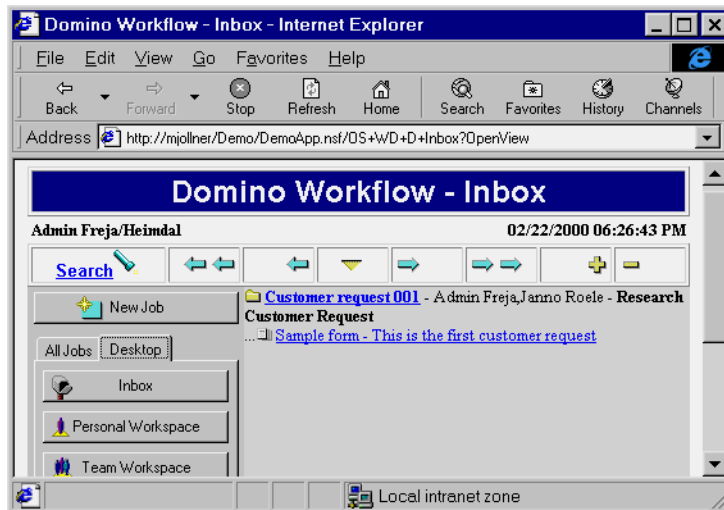 Domino Workflow - Inbox - Internet Explorer
File Edit View Go Favorites Help
Back Forward Stop Refresh Home Search Favorites History Channels
Address http://mjollner/Demo/DemoApp.nsf/OS+WD+D+Inbox?OpenView
Domino Workflow - Inbox
Admin Freja/Heimdal 02/22/2000 06:26:43 PM
Search
New Job
Customer request 001 - Admin Freja,Janno Roele - Research
Customer Request
... Sample form - This is the first customer request
All Jobs Desktop
Inbox
Personal Workspace
Team Workspace
Local intranet zone